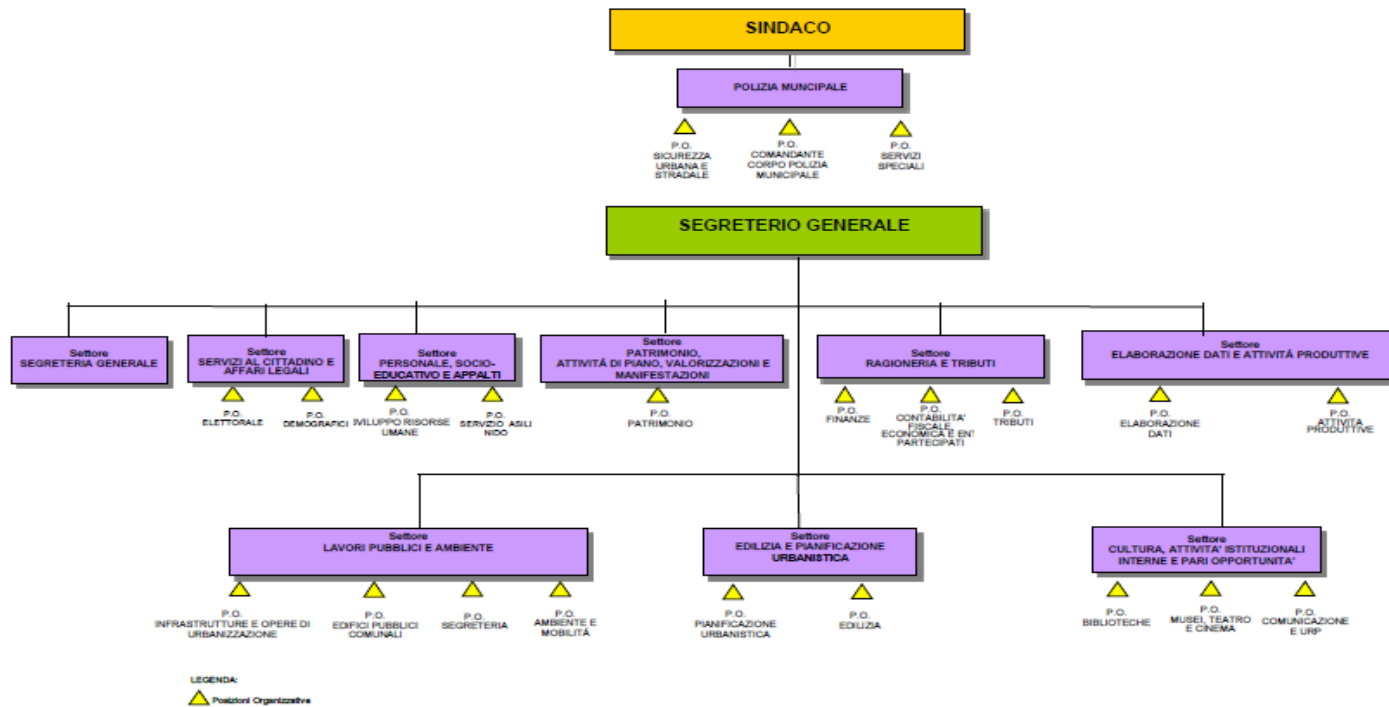 SINDACO
POLIZIA MUNCIPALE
P.O.
SICUREZZA
URBANA E
STRADALE
P.O.
COMANDANTE
CORPO POLIZIA
MUNICIPALE
P.O.
SERVIZI
SPECIALI
SEGRETERIO GENERALE
Settore
SEGRETERIA GENERALE
Settore
SERVIZI AL CITTADINO E
AFFARI LEGALI
Settore
PERSONALE, SOCIO-
EDUCATIVO E APPALTI
Settore
PATRIMONIO,
ATTIVITÁ DI PIANO, VALORIZZAZIONI E
MANIFESTAZIONI
Settore
RAGIONERIA E TRIBUTI
Settore
ELABORAZIONE DATI E ATTIVITÁ PRODUTTIVE
P.O.
ELETTORALE
P.O.
DEMOGRAFICI
P.O.
VILUPPO RISORSE
UMANE
P.O.
SERVIZIO ASILI
NIDO
P.O.
PATRIMONIO
P.O.
FINANZE
P.O.
CONTABILITA'
FISCALE,
ECONOMICA E ENT
PARTECIPATI
P.O.
TRIBUTI
P.O.
ELABORAZIONE
DATI
P.O.
ATTIVITÀ
PRODUTTIVE
Settore
LAVORI PUBBLICI E AMBIENTE
Settore
EDILIZIA E PIANIFICAZIONE
URBANISTICA
Settore
CULTURA, ATTIVITA' ISTITUZIONALI
INTERNE E PARI OPPORTUNITA'
P.O.
INFRASTRUTTURE E OPERE DI
URBANIZZAZIONE
P.O.
EDIFICI PUBBLICI
COMUNALI
P.O.
SEGRETERIA
P.O.
AMBIENTE E
MOBILITÀ
P.O.
PIANIFICAZIONE
URBANISTICA
P.O.
EDILIZIA
P.O.
BIBLIOTECHE
P.O.
MUSEI, TEATRO
E CINEMA
P.O.
COMUNICAZIONE
E URP
LEGENDA:
Posizioni Organizzative